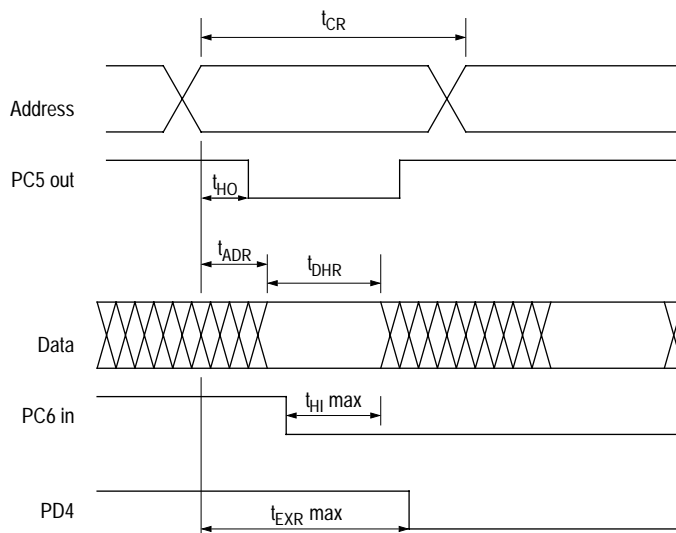 tCR
Address
PC5 out
tHO
tADR
tDHR
Data
PC6 in
tHI max
PD4
tEXR max